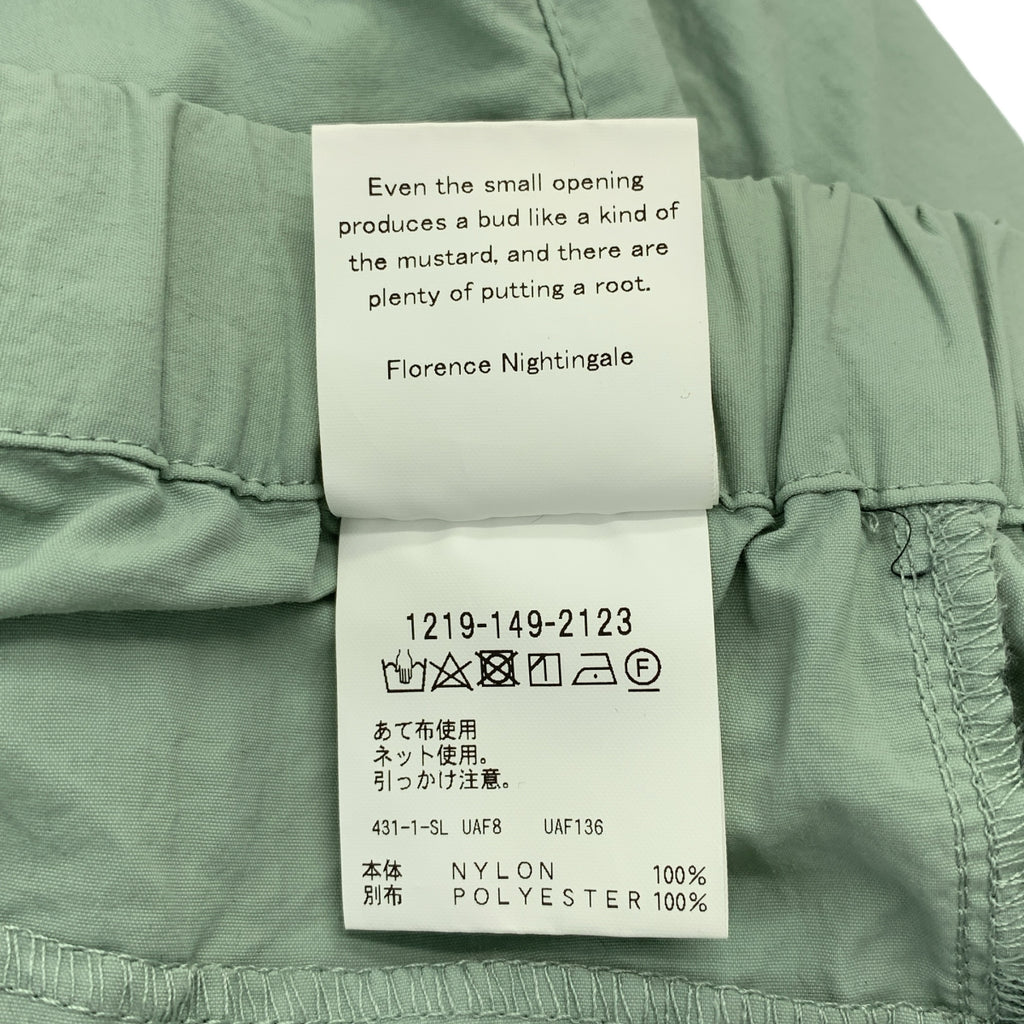 Even the small opening
produces a bud like a kind of
the mustard, and there are
plenty of putting a root.
Florence Nightingale
1219-149-2123
F
あて布使用
ネット使用。
引っかけ注意。
431-1-SL UAF8 UAF136
本体 NYLON 100%
別布 POLYESTER 100%